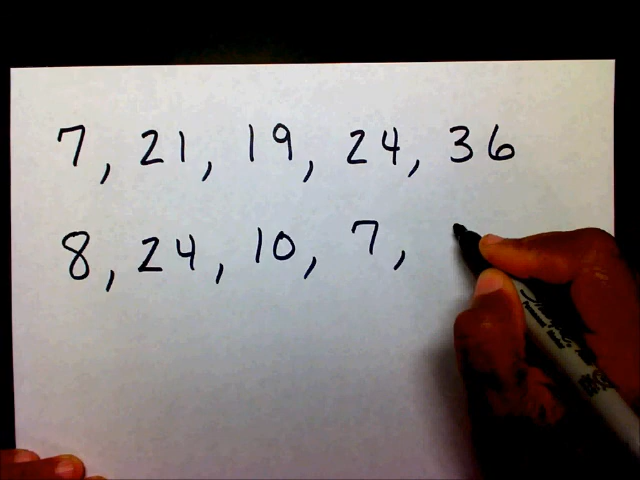 7, 21, 19, 24, 36
8, 24, 10, 7,